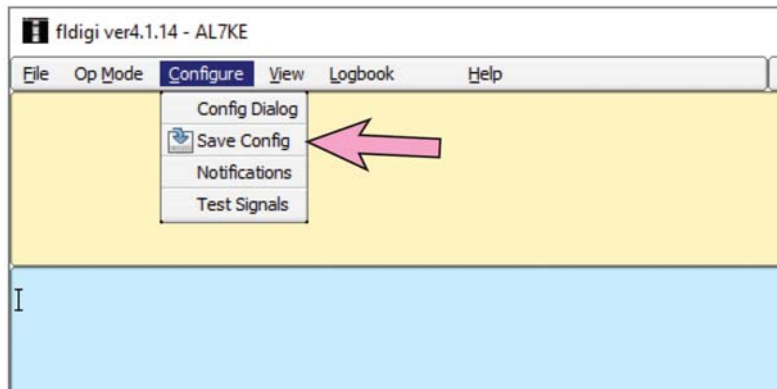 fldigi ver4.1.14 - AL7KE
File Op Mode Configure View Logbook Help
Config Dialog
Save Config
Notifications
Test Signals